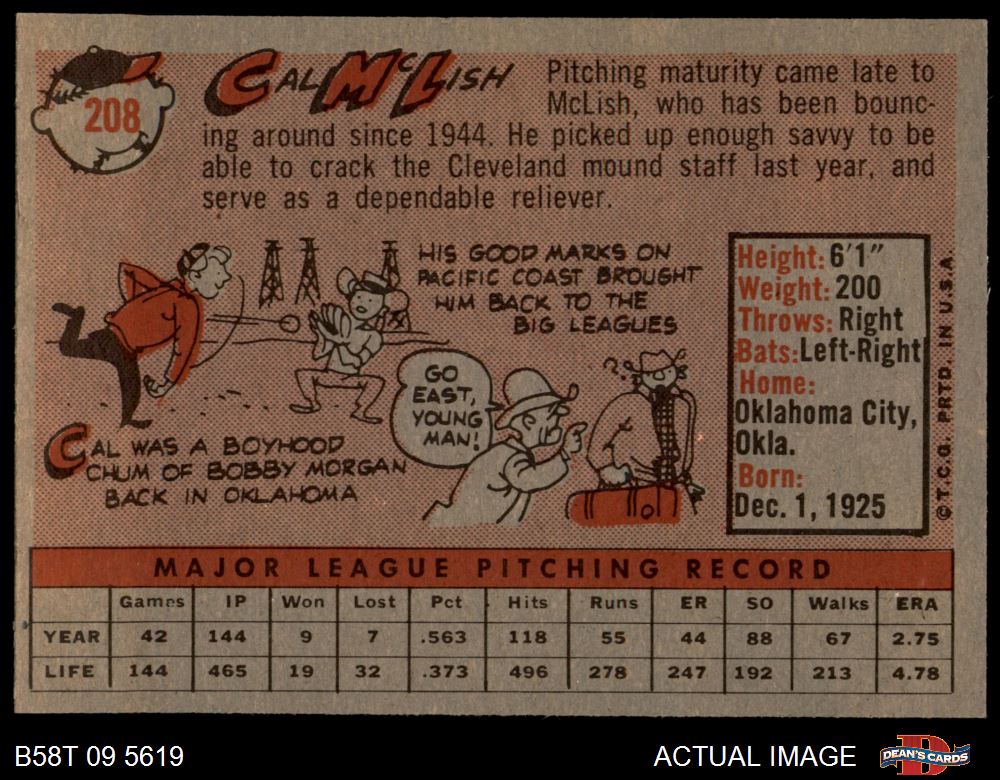 208
CAL McLISH
Pitching maturity came late to
McLish, who has been bounc-
ing around since 1944. He picked up enough savvy to be
able to crack the Cleveland mound staff last year, and
serve as a dependable reliever.
HIS GOOD MARKS ON
PACIFIC COAST BROUGHT
HIM BACK TO THE
BIG LEAGUES
GO
EAST,
YOUNG
MAN!
?
CAL WAS A BOYHOOD
CHUM OF BOBBY MORGAN
BACK IN OKLAHOMA
Height: 6'1"
Weight: 200
Throws: Right
Bats: Left-Right
Home:
Oklahoma City,
Okla.
Born:
Dec. 1, 1925
© T.C.G. PRTD. IN U.S.A.
MAJOR LEAGUE PITCHING RECORD
Games IP Won Lost Pct Hits Runs ER SO Walks ERA
YEAR 42 144 9 7 .563 118 55 44 88 67 2.75
LIFE 144 465 19 32 .373 496 278 247 192 213 4.78
B58T 09 5619
ACTUAL IMAGE
D
DEAN'S CARDS